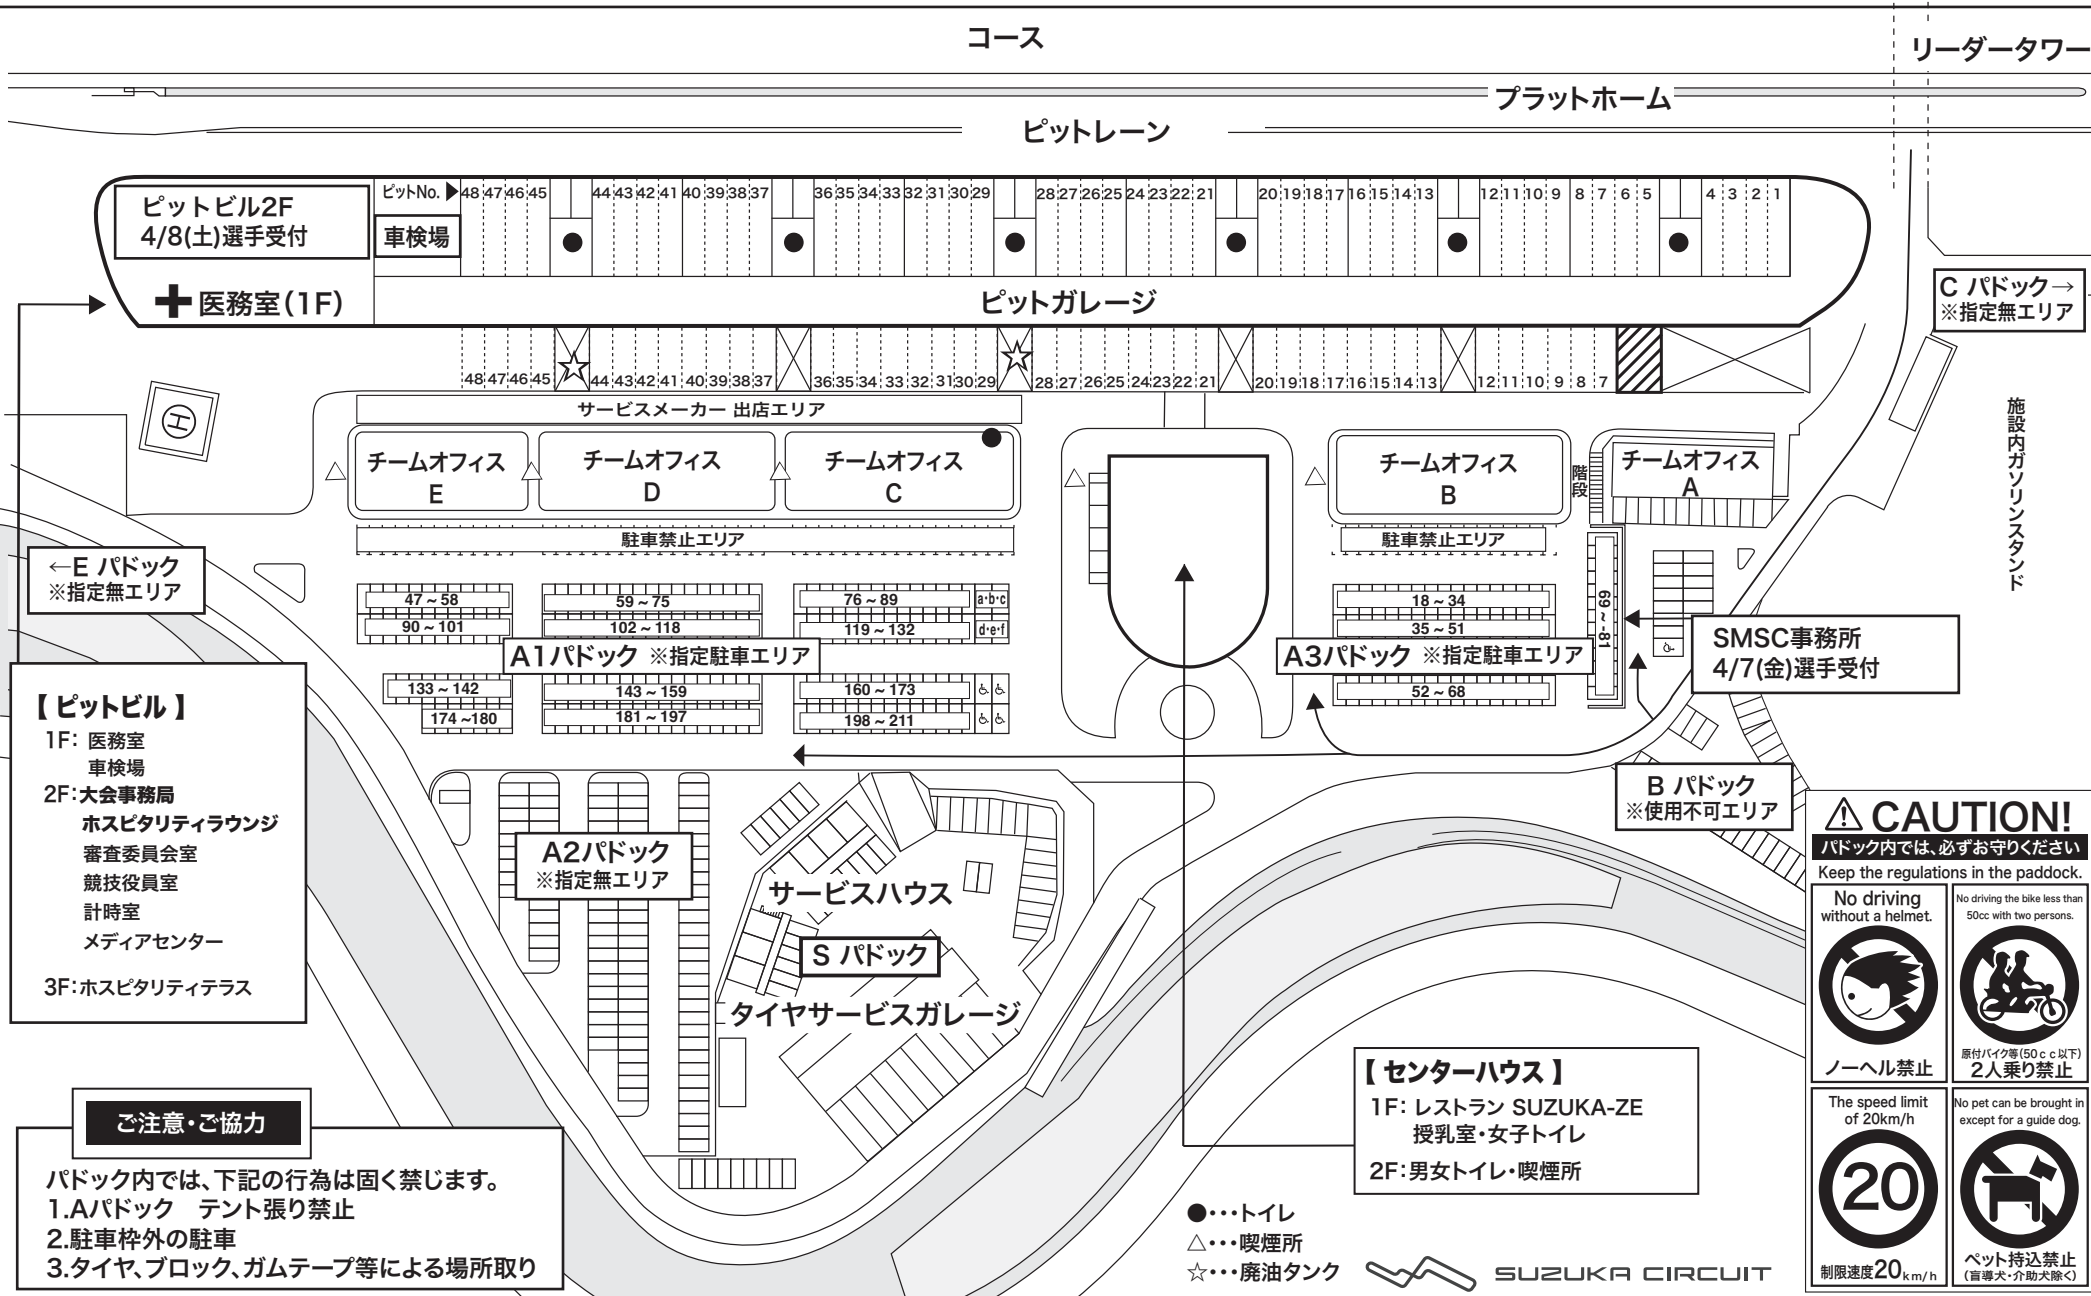 コース
リーダータワー
プラットホーム
ピットレーン
ピットビル2F
4/8(土)選手受付
ピットNo.
48 47 46 45 44 43 42 41 40 39 38 37 36 35 34 33 32 31 30 29 28 27 26 25 24 23 22 21 20 19 18 17 16 15 14 13 12 11 10 9 8 7 6 5 4 3 2 1
車検場
医務室(1F)
ピットガレージ
C パドック→
※指定無エリア
48 47 46 45 44 43 42 41 40 39 38 37 36 35 34 33 32 31 30 29 28 27 26 25 24 23 22 21 20 19 18 17 16 15 14 13 12 11 10 9 8 7
H
サービスメーカー 出店エリア
チームオフィス
E
チームオフィス
D
チームオフィス
C
チームオフィス
B
階段
チームオフィス
A
施設内ガソリンスタンド
駐車禁止エリア
駐車禁止エリア
←E パドック
※指定無エリア
47 ~ 58
59 ~ 75
76 ~ 89
a・b・c
90 ~ 101
102 ~ 118
119 ~ 132
d・e・f
18 ~ 34
35 ~ 51
69 ~ -81
A1パドック ※指定駐車エリア
A3パドック ※指定駐車エリア
SMSC事務所
4/7(金)選手受付
133 ~ 142
143 ~ 159
160 ~ 173
52 ~ 68
174 ~180
181 ~ 197
198 ~ 211
【 ピットビル 】
1F: 医務室
車検場
2F:大会事務局
ホスピタリティラウンジ
審査委員会室
競技役員室
計時室
メディアセンター
3F:ホスピタリティテラス
B パドック
※使用不可エリア
A2パドック
※指定無エリア
サービスハウス
S パドック
タイヤサービスガレージ
【 センターハウス 】
1F: レストラン SUZUKA-ZE
授乳室・女子トイレ
2F:男女トイレ・喫煙所
ご注意・ご協力
パドック内では、下記の行為は固く禁じます。
1.Aパドック　テント張り禁止
2.駐車枠外の駐車
3.タイヤ、ブロック、ガムテープ等による場所取り
●・・・トイレ
△・・・喫煙所
☆・・・廃油タンク
SUZUKA CIRCUIT
CAUTION!
パドック内では、必ずお守りください
Keep the regulations in the paddock.
No driving
without a helmet.
ノーヘル禁止
No driving the bike less than
50cc with two persons.
原付バイク等(50ｃｃ以下)
2人乗り禁止
The speed limit
of 20km/h
20
制限速度20km/h
No pet can be brought in
except for a guide dog.
ペット持込禁止
(盲導犬・介助犬除く)